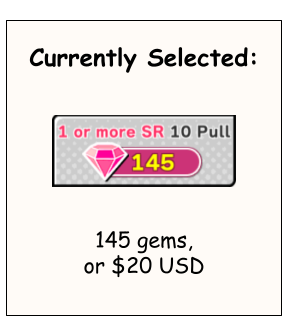 Currently Selected:
1 or more SR 10 Pull
145
145 gems,
or $20 USD